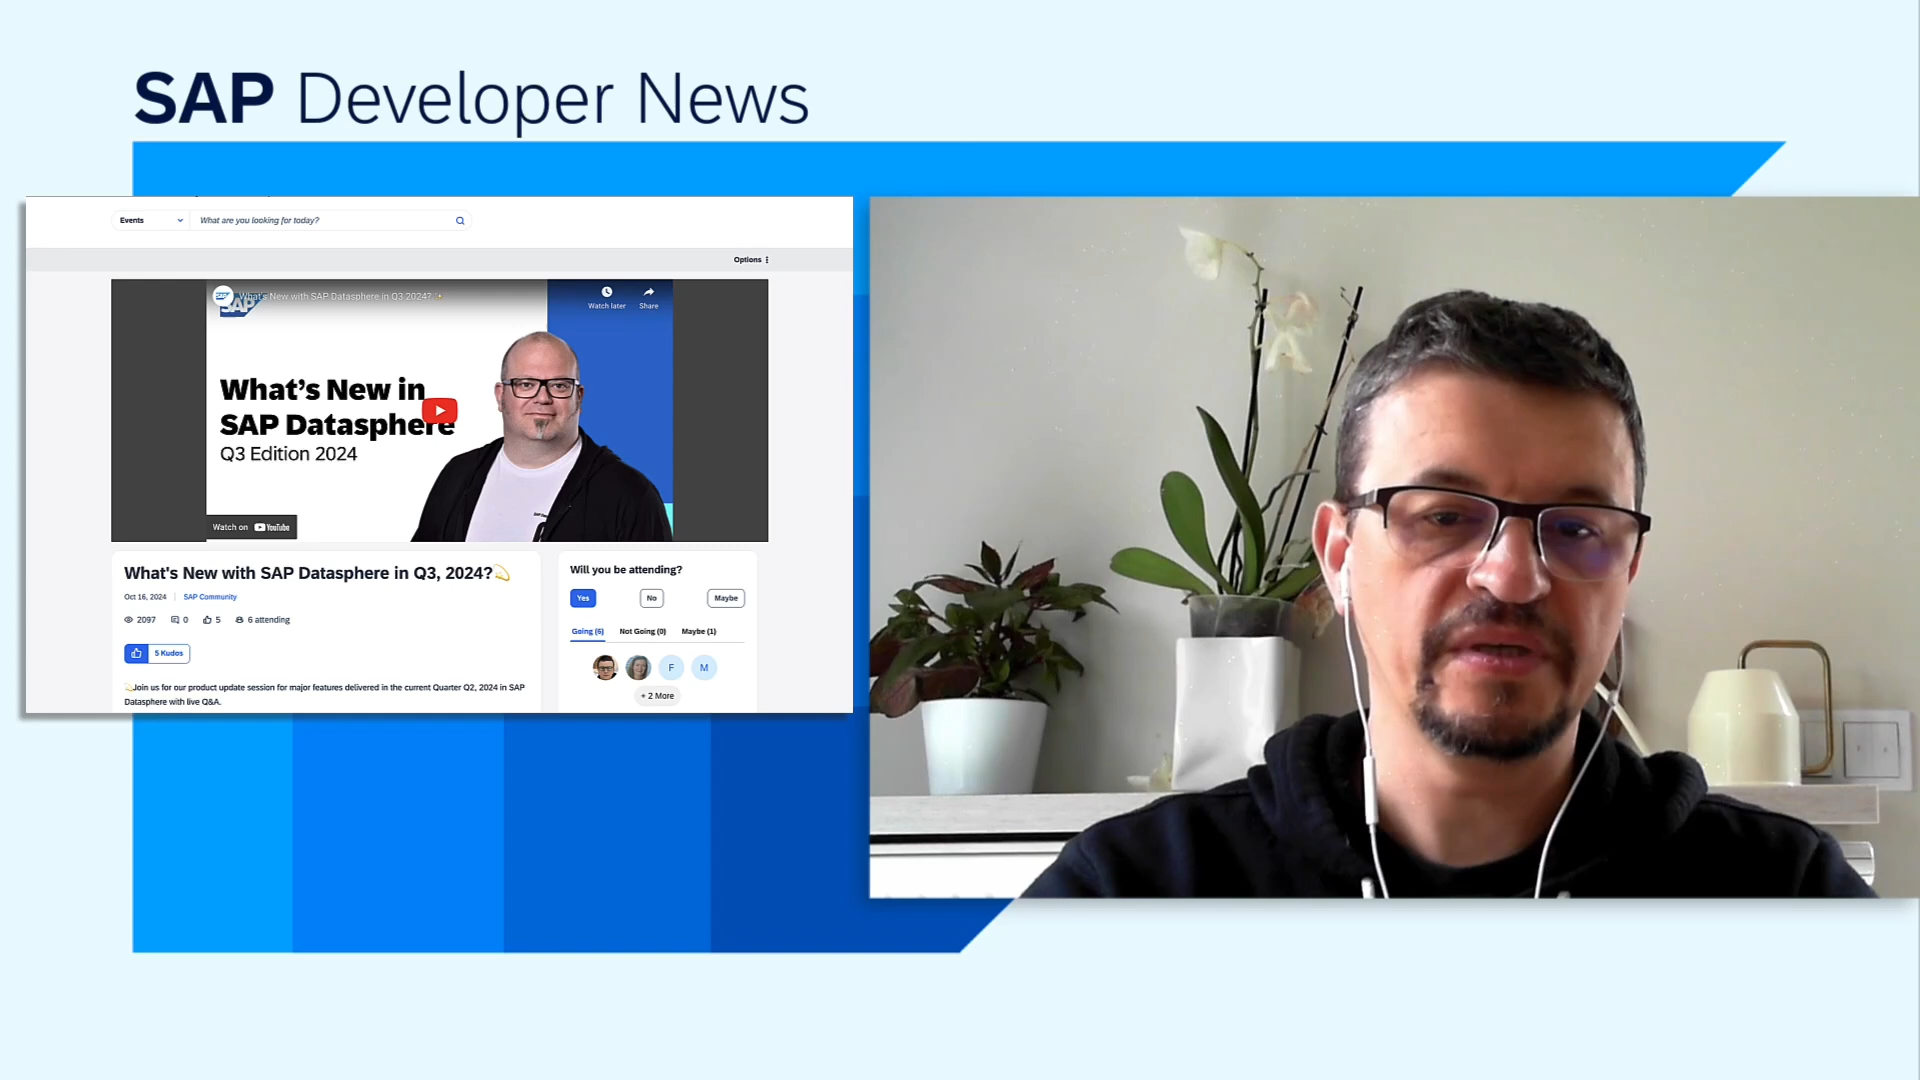 SAP Developer News
Events
What are you looking for today?
Options
SAP
What's New with SAP Datasphere in Q3 2024?
Watch later
Share
What's New in
SAP Datasphere
Q3 Edition 2024
Watch on YouTube
What's New with SAP Datasphere in Q3, 2024?💫
Oct 16, 2024 | SAP Community
2097 0 5 6 attending
5 Kudos
💫Join us for our product update session for major features delivered in the current Quarter Q2, 2024 in SAP
Datasphere with live Q&A.
Will you be attending?
Yes No Maybe
Going (6) Not Going (0) Maybe (1)
F M
+ 2 More